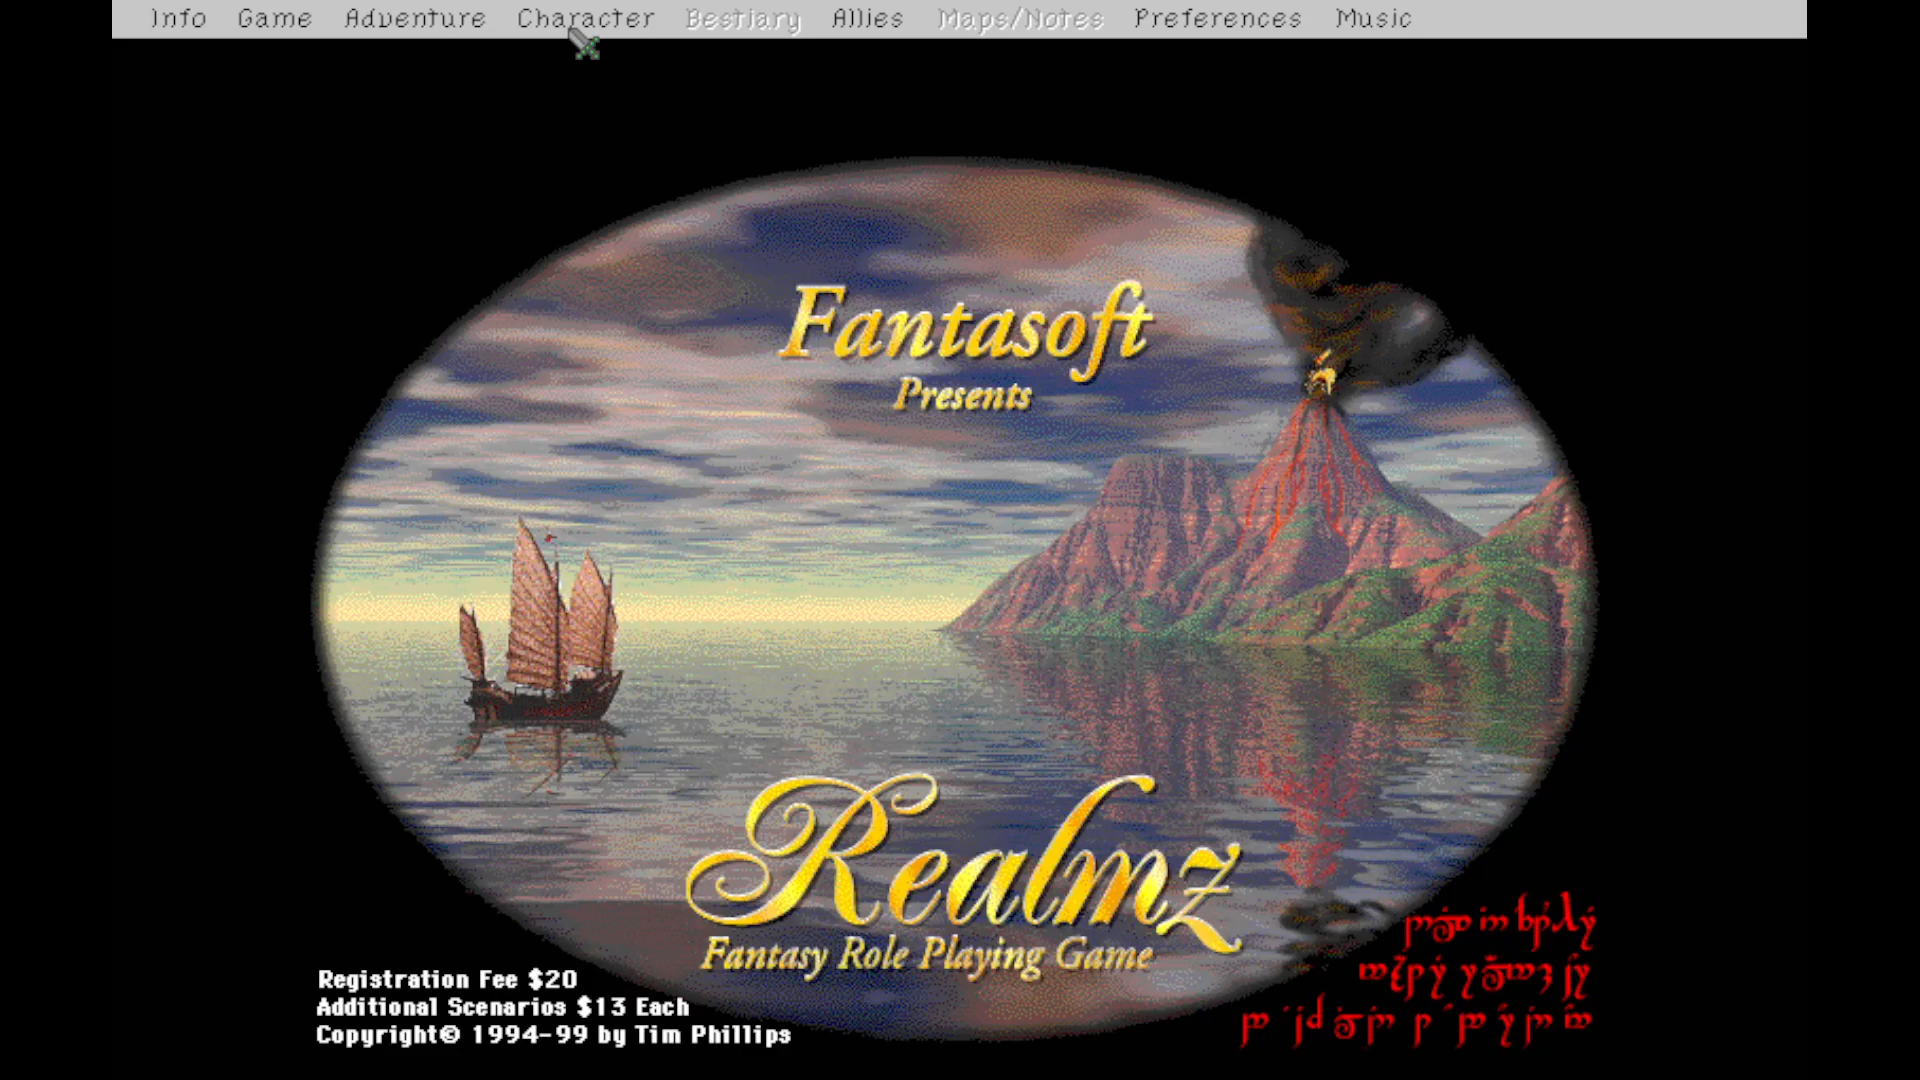 Info Game Adventure Character Bestiary Allies Maps/Notes Preferences Music
Fantasoft
Presents
Realmz
Fantasy Role Playing Game
Registration Fee $20
Additional Scenarios $13 Each
Copyright© 1994-99 by Tim Phillips